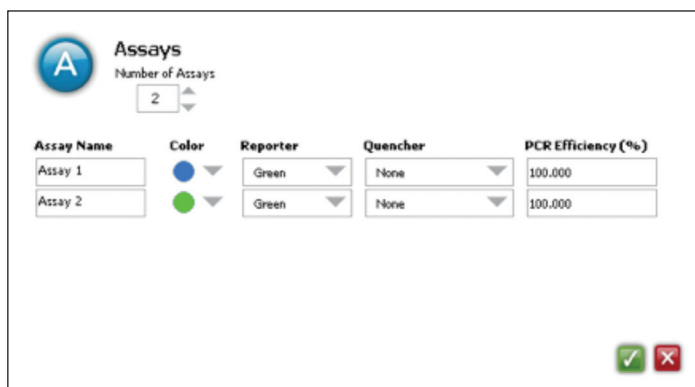 A
Assays
Number of Assays
2
Assay Name Color Reporter Quencher PCR Efficiency (%)
Assay 1 Green None 100.000
Assay 2 Green None 100.000